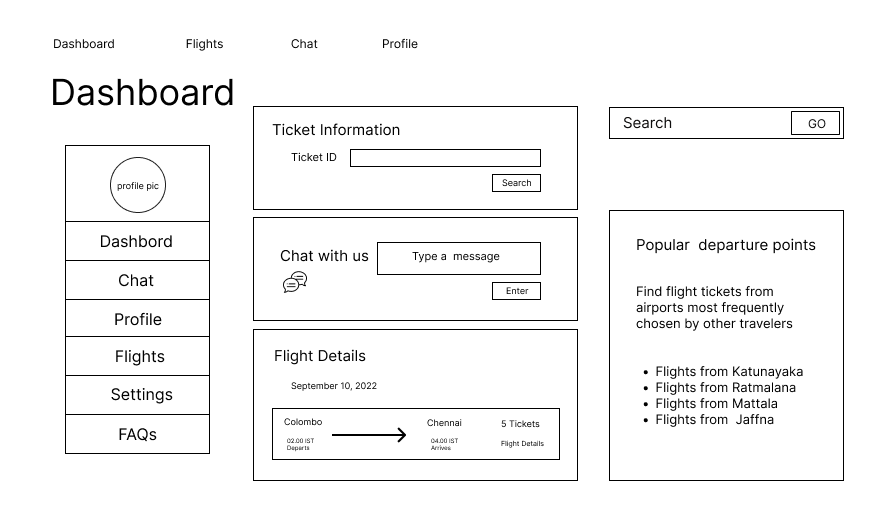 Dashboard Flights Chat Profile
Dashboard
profile pic
Dashbord
Chat
Profile
Flights
Settings
FAQs
Ticket Information
Ticket ID
Search
Chat with us
Type a message
Enter
Flight Details
September 10, 2022
Colombo
02.00 IST
Departs
Chennai
04.00 IST
Arrives
5 Tickets
Flight Details
Search GO
Popular departure points
Find flight tickets from
airports most frequently
chosen by other travelers
• Flights from Katunayaka
• Flights from Ratmalana
• Flights from Mattala
• Flights from Jaffna